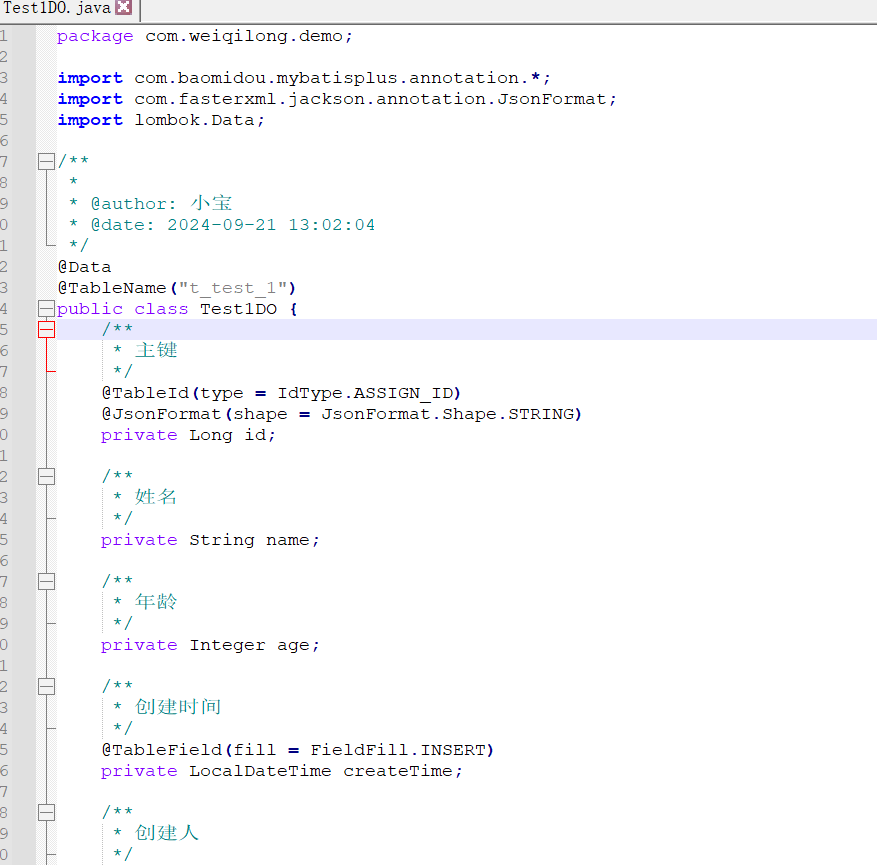 Test1DO.java
1 package com.weiqilong.demo;
2
3 import com.baomidou.mybatisplus.annotation.*;
4 import com.fasterxml.jackson.annotation.JsonFormat;
5 import lombok.Data;
6
7 /**
8 *
9 * @author: 小宝
0 * @date: 2024-09-21 13:02:04
1 */
2 @Data
3 @TableName("t_test_1")
4 public class Test1DO {
5 /**
6 * 主键
7 */
8 @TableId(type = IdType.ASSIGN_ID)
9 @JsonFormat(shape = JsonFormat.Shape.STRING)
0 private Long id;
1
2 /**
3 * 姓名
4 */
5 private String name;
6
7 /**
8 * 年龄
9 */
0 private Integer age;
1
2 /**
3 * 创建时间
4 */
5 @TableField(fill = FieldFill.INSERT)
6 private LocalDateTime createTime;
7
8 /**
9 * 创建人
0 */